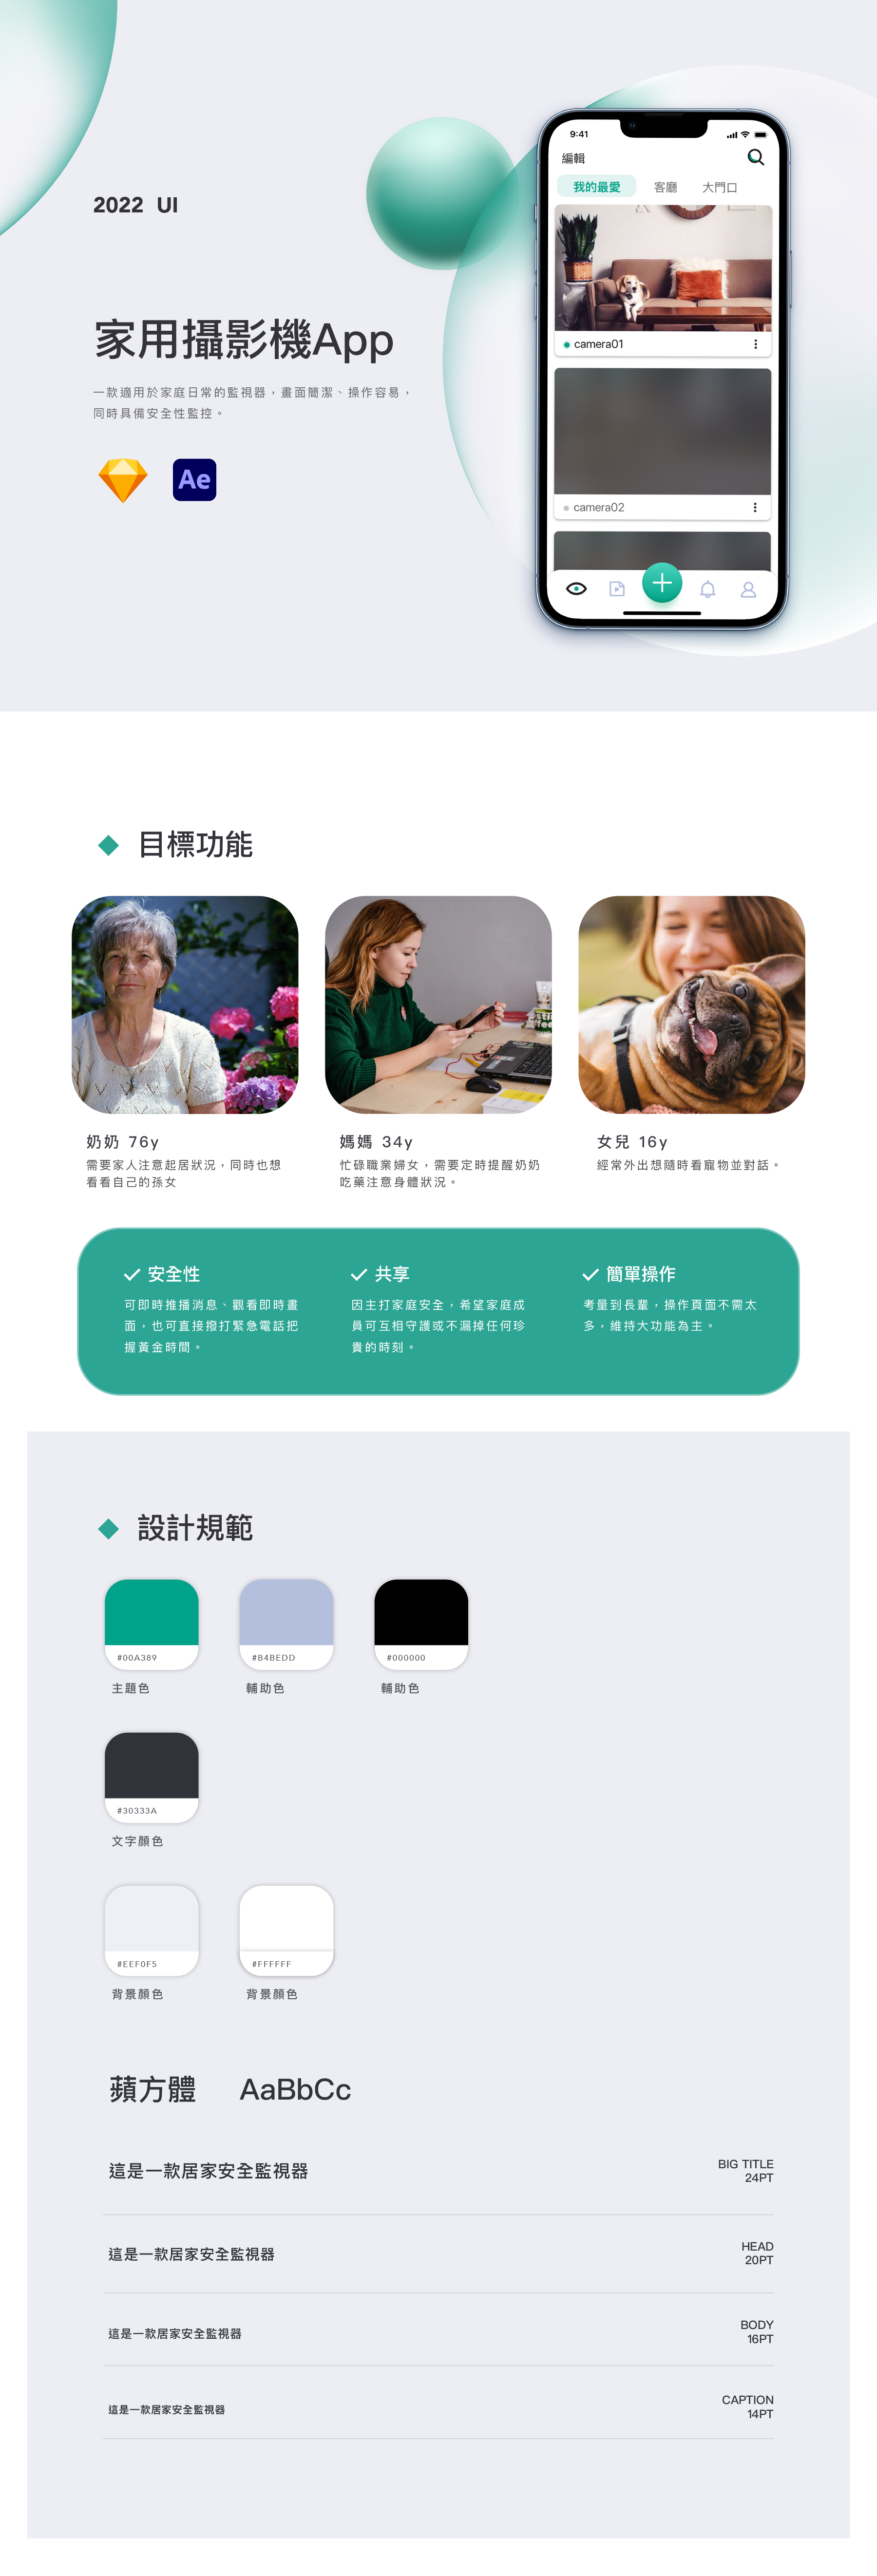 2022 UI
家用攝影機App
一款適用於家庭日常的監視器，畫面簡潔、操作容易，
同時具備安全性監控。
Ae
9:41
編輯
我的最愛 客廳 大門口
camera01
camera02
目標功能
奶奶 76y
需要家人注意起居狀況，同時也想
看看自己的孫女
媽媽 34y
忙碌職業婦女，需要定時提醒奶奶
吃藥注意身體狀況。
女兒 16y
經常外出想隨時看寵物並對話。
安全性
可即時推播消息、觀看即時畫
面，也可直接撥打緊急電話把
握黃金時間。
共享
因主打家庭安全，希望家庭成
員可互相守護或不漏掉任何珍
貴的時刻。
簡單操作
考量到長輩，操作頁面不需太
多，維持大功能為主。
設計規範
#00A389
主題色
#B4BEDD
輔助色
#000000
輔助色
#30333A
文字顏色
#EEF0F5
背景顏色
#FFFFFF
背景顏色
蘋方體 AaBbCc
這是一款居家安全監視器
BIG TITLE
24PT
這是一款居家安全監視器
HEAD
20PT
這是一款居家安全監視器
BODY
16PT
這是一款居家安全監視器
CAPTION
14PT